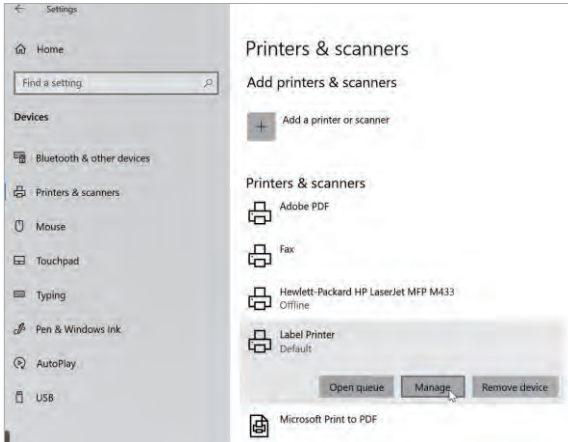 Settings
Home
Find a setting
Devices
Bluetooth & other devices
Printers & scanners
Mouse
Touchpad
Typing
Pen & Windows Ink
AutoPlay
USB
Printers & scanners
Add printers & scanners
Add a printer or scanner
Printers & scanners
Adobe PDF
Fax
Hewlett-Packard HP LaserJet MFP M433
Offline
Label Printer
Default
Open queue Manage Remove device
Microsoft Print to PDF